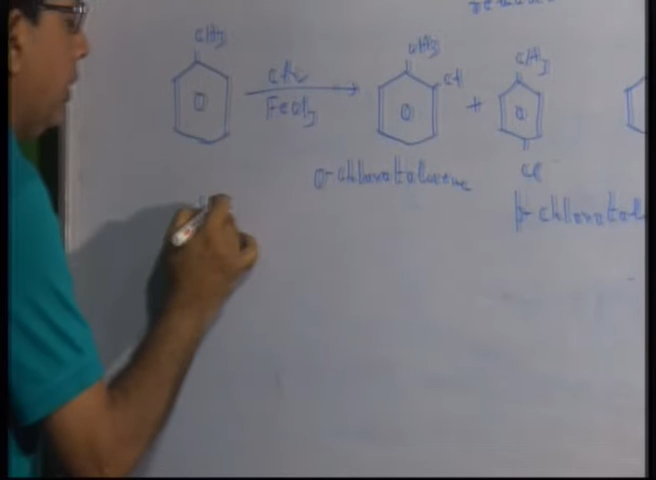 CH3
Cl2
FeCl3
CH3
Cl
+
CH3
Cl
o-chlorotoluene
p-chlorotol